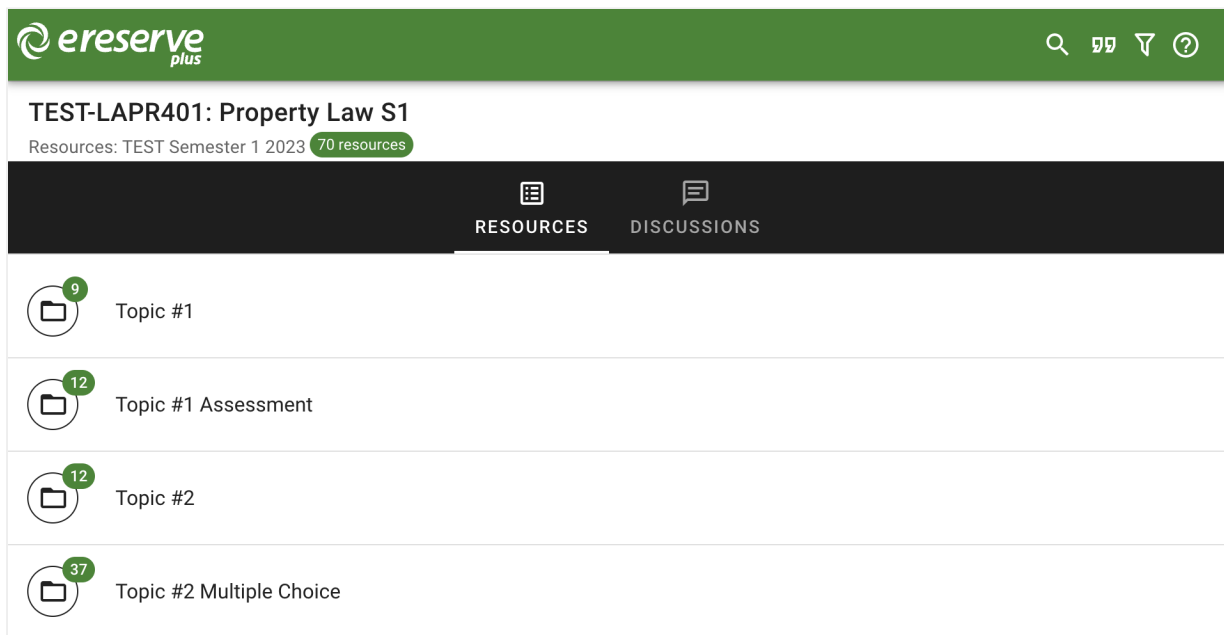 ereserve
plus
TEST-LAPR401: Property Law S1
Resources: TEST Semester 1 2023 70 resources
RESOURCES DISCUSSIONS
9
Topic #1
12
Topic #1 Assessment
12
Topic #2
37
Topic #2 Multiple Choice